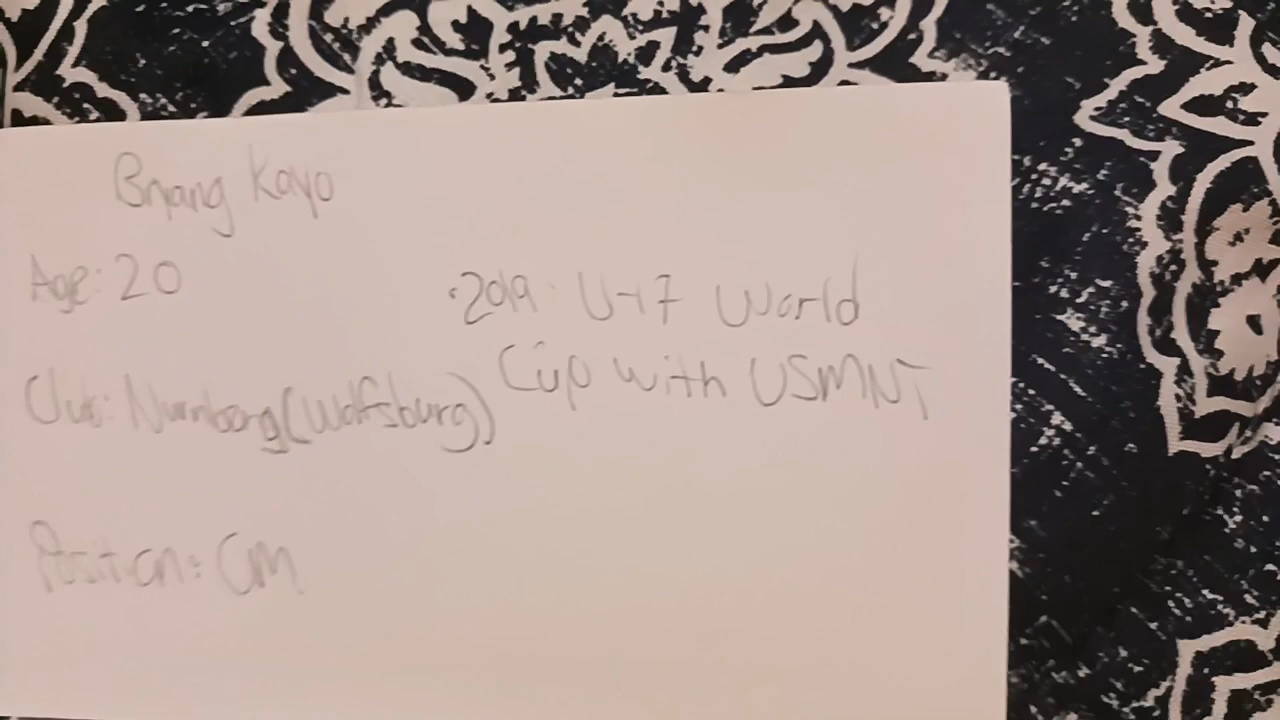 Bryang Kayo
Age: 20
Club: Nurnberg (Wolfsburg)
Position: CM
·2019 U-17 World
Cup with USMNT